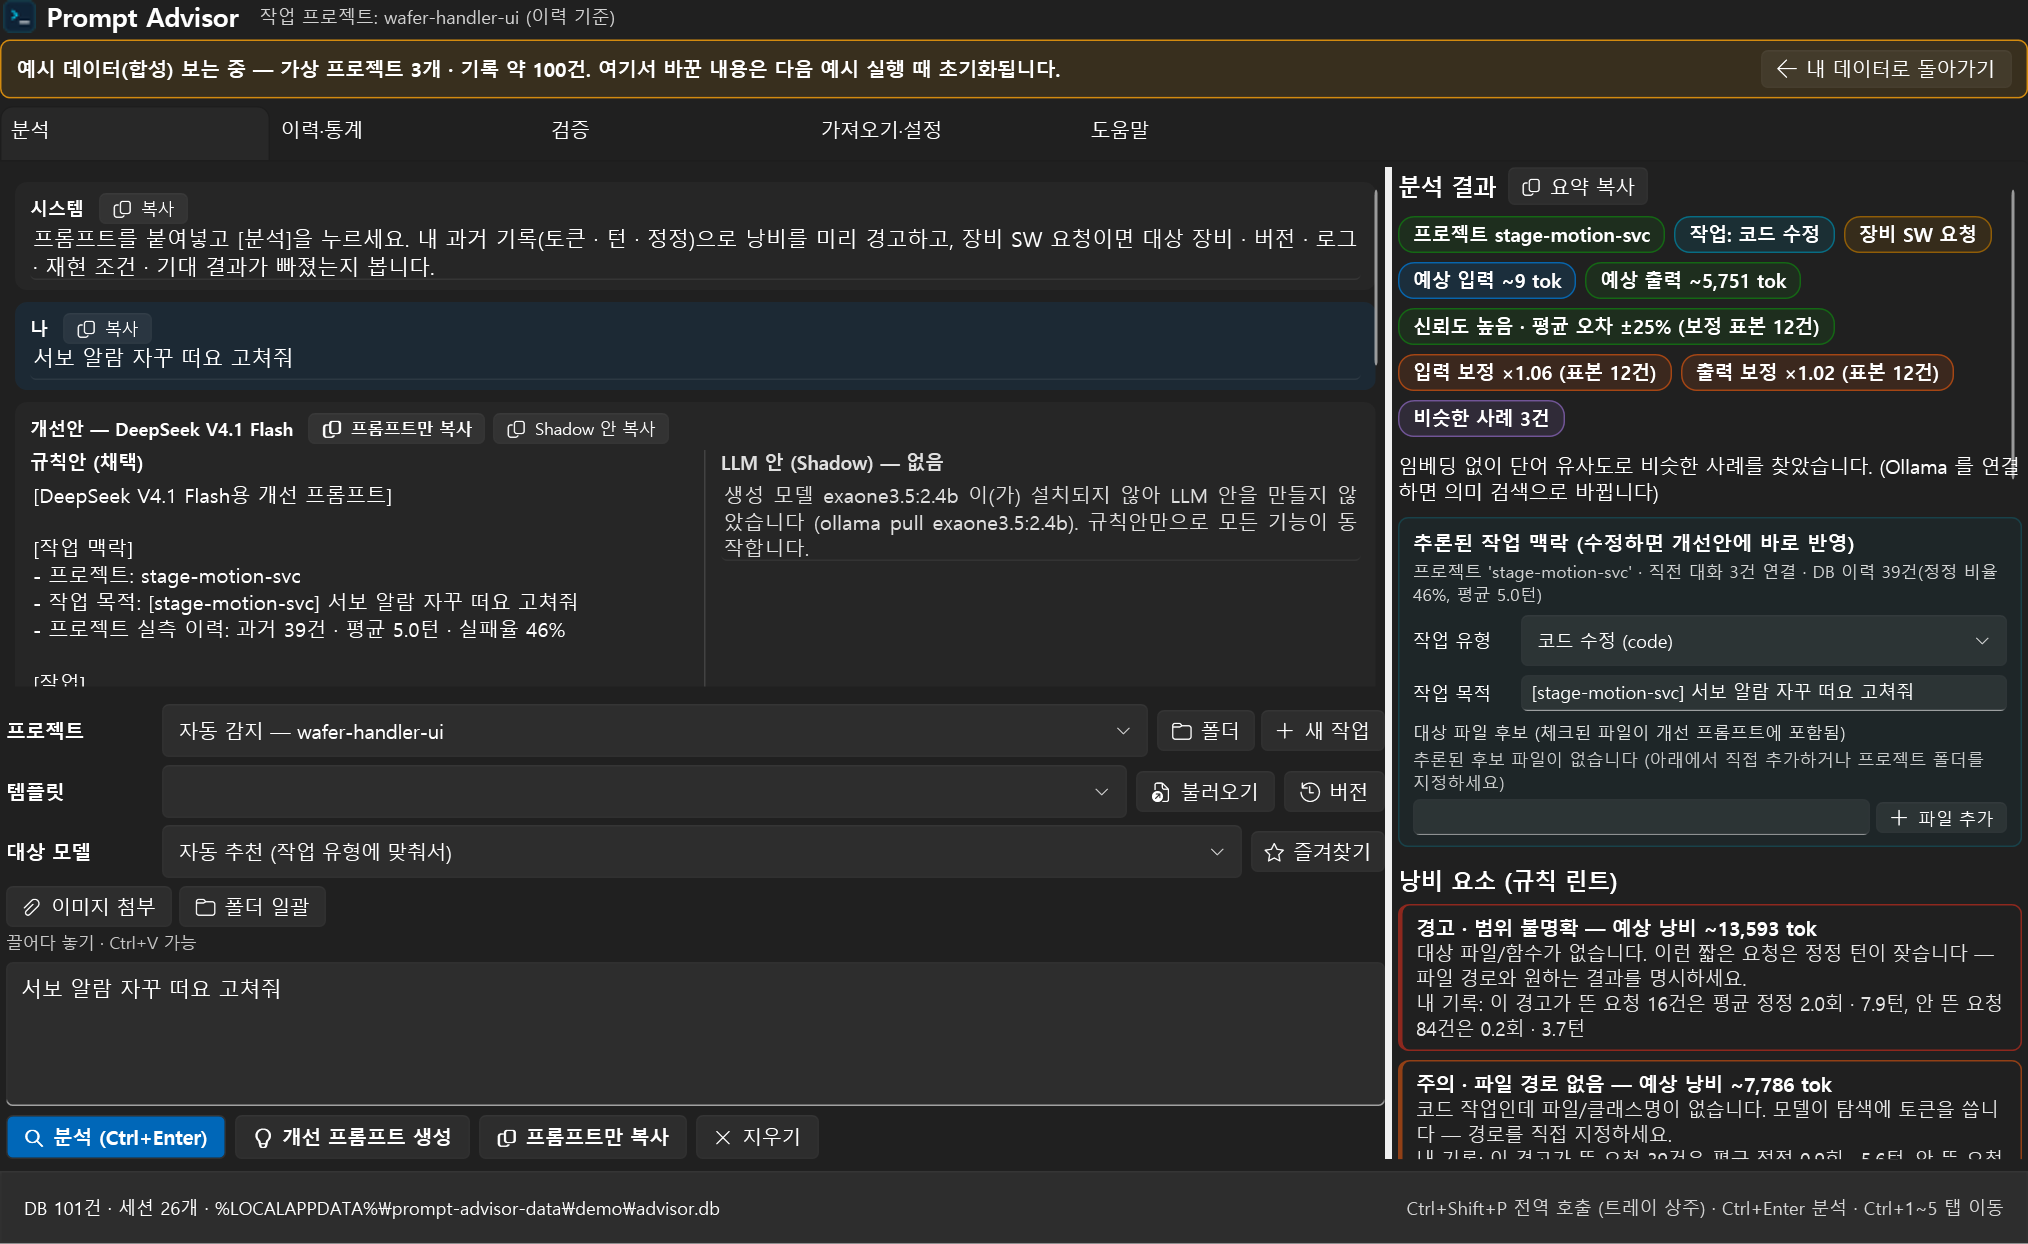 Prompt Advisor 작업 프로젝트: wafer-handler-ui (이력 기준)
예시 데이터(합성) 보는 중 — 가상 프로젝트 3개 · 기록 약 100건. 여기서 바꾼 내용은 다음 예시 실행 때 초기화됩니다.
← 내 데이터로 돌아가기
분석 이력·통계 검증 가져오기·설정 도움말
시스템 복사
프롬프트를 붙여넣고 [분석]을 누르세요. 내 과거 기록(토큰 · 턴 · 정정)으로 낭비를 미리 경고하고, 장비 SW 요청이면 대상 장비 · 버전 · 로그
· 재현 조건 · 기대 결과가 빠졌는지 봅니다.
나 복사
서보 알람 자꾸 떠요 고쳐줘
개선안 — DeepSeek V4.1 Flash 프롬프트만 복사 Shadow 안 복사
규칙안 (채택)
[DeepSeek V4.1 Flash용 개선 프롬프트]
[작업 맥락]
- 프로젝트: stage-motion-svc
- 작업 목적: [stage-motion-svc] 서보 알람 자꾸 떠요 고쳐줘
- 프로젝트 실측 이력: 과거 39건 · 평균 5.0턴 · 실패율 46%
[작업]
LLM 안 (Shadow) — 없음
생성 모델 exaone3.5:2.4b 이(가) 설치되지 않아 LLM 안을 만들지 않
았습니다 (ollama pull exaone3.5:2.4b). 규칙안만으로 모든 기능이 동
작합니다.
프로젝트 자동 감지 — wafer-handler-ui 폴더 + 새 작업
템플릿 불러오기 버전
대상 모델 자동 추천 (작업 유형에 맞춰서) 즐겨찾기
이미지 첨부 폴더 일괄
끌어다 놓기 · Ctrl+V 가능
서보 알람 자꾸 떠요 고쳐줘
분석 (Ctrl+Enter) 개선 프롬프트 생성 프롬프트만 복사 지우기
분석 결과 요약 복사
프로젝트 stage-motion-svc 작업: 코드 수정 장비 SW 요청
예상 입력 ~9 tok 예상 출력 ~5,751 tok
신뢰도 높음 · 평균 오차 ±25% (보정 표본 12건)
입력 보정 ×1.06 (표본 12건) 출력 보정 ×1.02 (표본 12건)
비슷한 사례 3건
임베딩 없이 단어 유사도로 비슷한 사례를 찾았습니다. (Ollama 를 연결
하면 의미 검색으로 바뀝니다)
추론된 작업 맥락 (수정하면 개선안에 바로 반영)
프로젝트 'stage-motion-svc' · 직전 대화 3건 연결 · DB 이력 39건(정정 비율
46%, 평균 5.0턴)
작업 유형 코드 수정 (code)
작업 목적 [stage-motion-svc] 서보 알람 자꾸 떠요 고쳐줘
대상 파일 후보 (체크된 파일이 개선 프롬프트에 포함됨)
추론된 후보 파일이 없습니다 (아래에서 직접 추가하거나 프로젝트 폴더를
지정하세요)
+ 파일 추가
낭비 요소 (규칙 린트)
경고 · 범위 불명확 — 예상 낭비 ~13,593 tok
대상 파일/함수가 없습니다. 이런 짧은 요청은 정정 턴이 잦습니다 —
파일 경로와 원하는 결과를 명시하세요.
내 기록: 이 경고가 뜬 요청 16건은 평균 정정 2.0회 · 7.9턴, 안 뜬 요청
84건은 0.2회 · 3.7턴
주의 · 파일 경로 없음 — 예상 낭비 ~7,786 tok
코드 작업인데 파일/클래스명이 없습니다. 모델이 탐색에 토큰을 씁니
다 — 경로를 직접 지정하세요.
내 기록: 이 경고가 뜬 요청 39건은 평균 정정 0.9회 · 5.6턴, 안 뜬 요청
DB 101건 · 세션 26개 · %LOCALAPPDATA%₩prompt-advisor-data₩demo₩advisor.db
Ctrl+Shift+P 전역 호출 (트레이 상주) · Ctrl+Enter 분석 · Ctrl+1~5 탭 이동